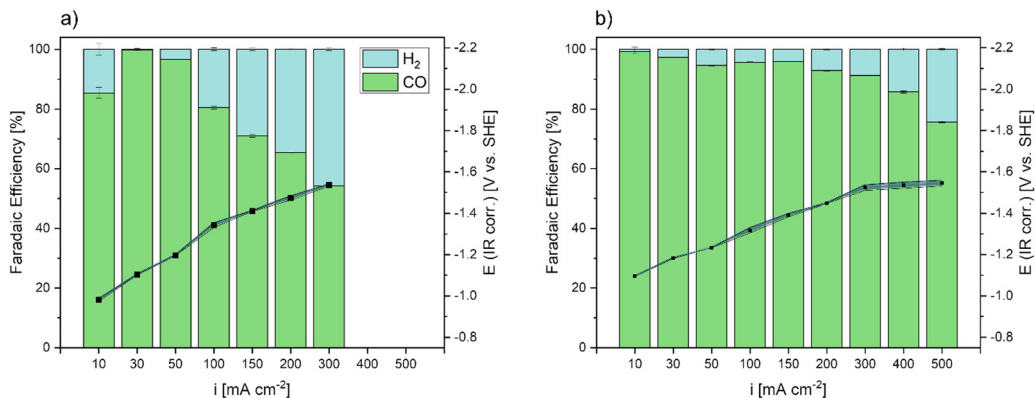 a)
H₂
CO
Faradaic Efficiency [%]
100
80
60
40
20
0
10 30 50 100 150 200 300 400 500
i [mA cm⁻²]
-2.2
-2.0
-1.8
-1.6
-1.4
-1.2
-1.0
-0.8
E (IR corr.) [V vs. SHE]
b)
Faradaic Efficiency [%]
100
80
60
40
20
0
10 30 50 100 150 200 300 400 500
i [mA cm⁻²]
-2.2
-2.0
-1.8
-1.6
-1.4
-1.2
-1.0
-0.8
E (IR corr.) [V vs. SHE]